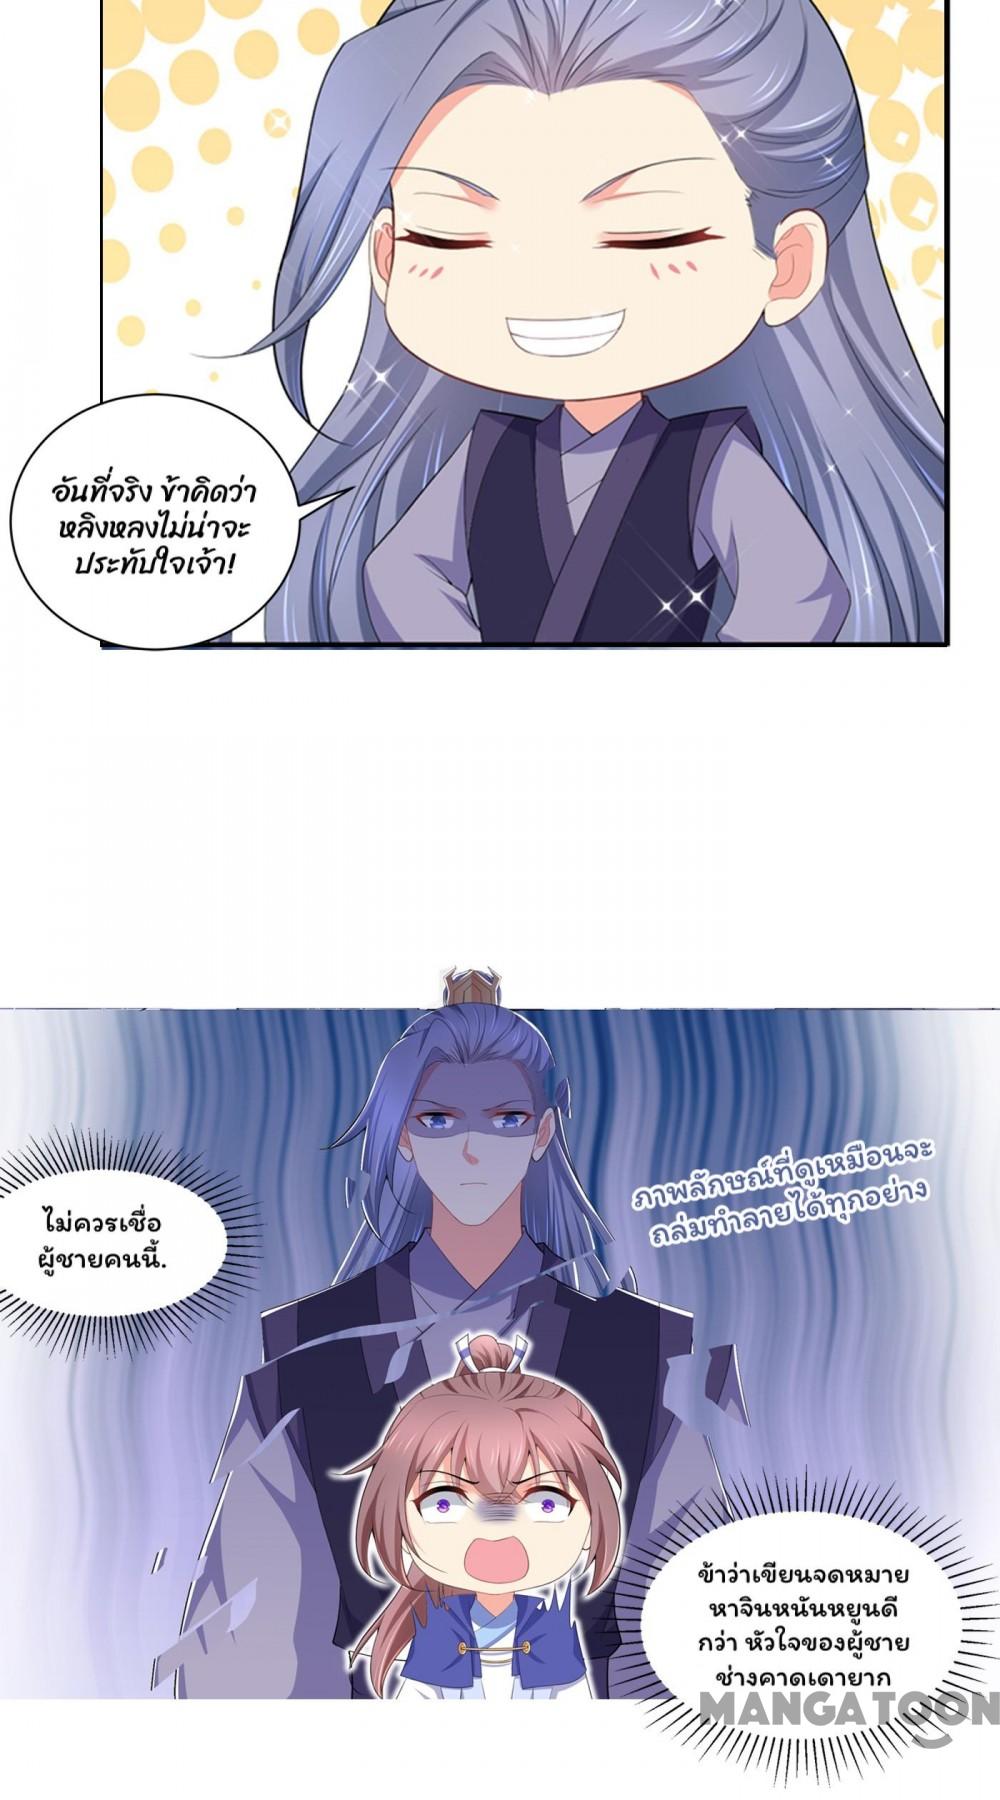 อันที่จริง ข้าคิดว่า
หลิงหลงไม่น่าจะ
ประทับใจเจ้า!
ภาพลักษณ์ที่ดูเหมือนจะ
ถล่มทำลายได้ทุกอย่าง
ไม่ควรเชื่อ
ผู้ชายคนนี้.
ข้าว่าเขียนจดหมาย
หาจินหนันหยูนดี
กว่า หัวใจของผู้ชาย
ช่างคาดเดายาก
MANGATOON